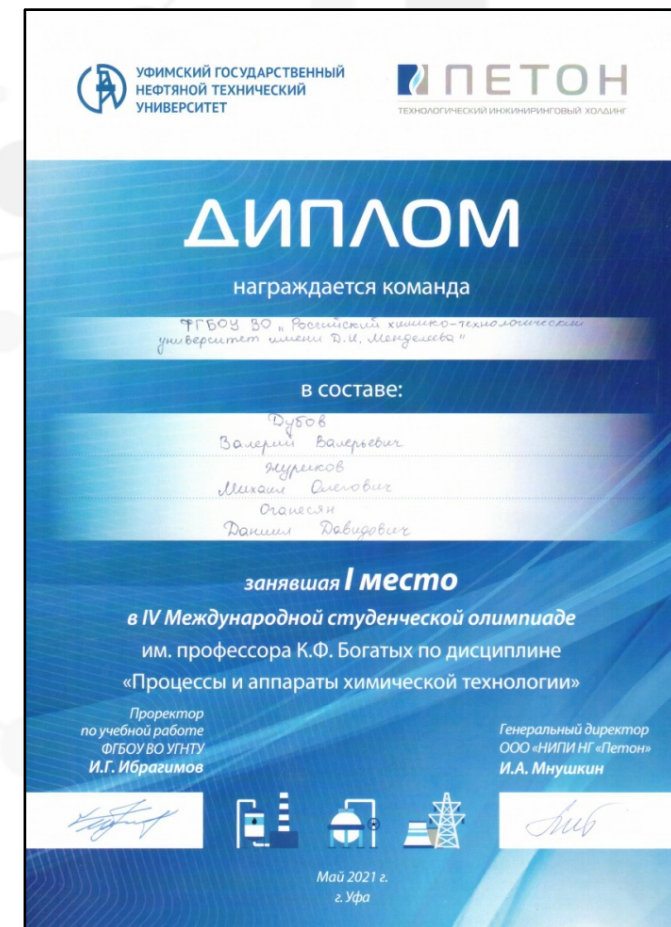 УФИМСКИЙ ГОСУДАРСТВЕННЫЙ
НЕФТЯНОЙ ТЕХНИЧЕСКИЙ
УНИВЕРСИТЕТ
ПЕТОН
ТЕХНОЛОГИЧЕСКИЙ ИНЖИНИРИНГОВЫЙ ХОЛДИНГ
ДИПЛОМ
награждается команда
ФГБОУ ВО „Российский химико-технологический
университет имени Д.И. Менделеева"
в составе:
Дубов
Валерий Валерьевич
Журиков
Михаил Олегович
Оганесян
Даниил Давидович
занявшая I место
в IV Международной студенческой олимпиаде
им. профессора К.Ф. Богатых по дисциплине
«Процессы и аппараты химической технологии»
Проректор
по учебной работе
ФГБОУ ВО УГНТУ
И.Г. Ибрагимов
Генеральный директор
ООО «НИПИ НГ «Петон»
И.А. Мнушкин
Май 2021 г.
г. Уфа